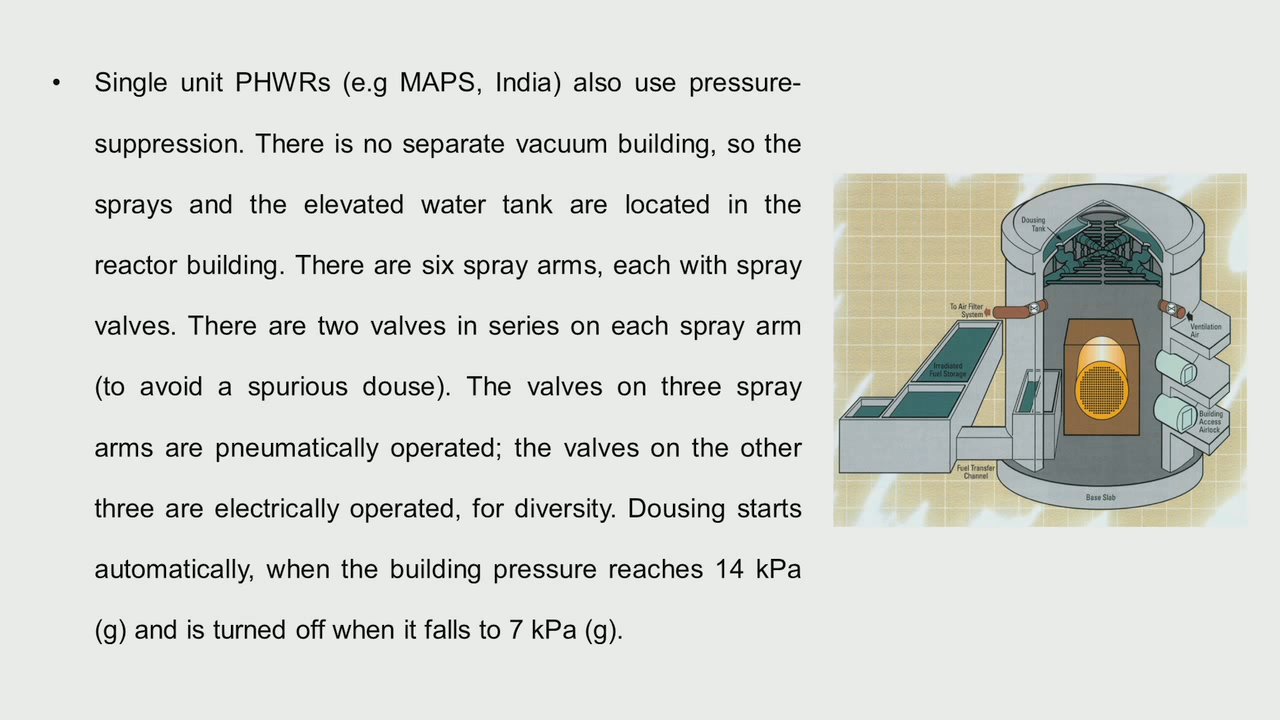 • Single unit PHWRs (e.g MAPS, India) also use pressure-
suppression. There is no separate vacuum building, so the
sprays and the elevated water tank are located in the
reactor building. There are six spray arms, each with spray
valves. There are two valves in series on each spray arm
(to avoid a spurious douse). The valves on three spray
arms are pneumatically operated; the valves on the other
three are electrically operated, for diversity. Dousing starts
automatically, when the building pressure reaches 14 kPa
(g) and is turned off when it falls to 7 kPa (g).
Dousing
Tank
To Air Filter
System
Ventilation
Air
Irradiated
Fuel Storage
Building
Access
Airlock
Fuel Transfer
Channel
Base Slab